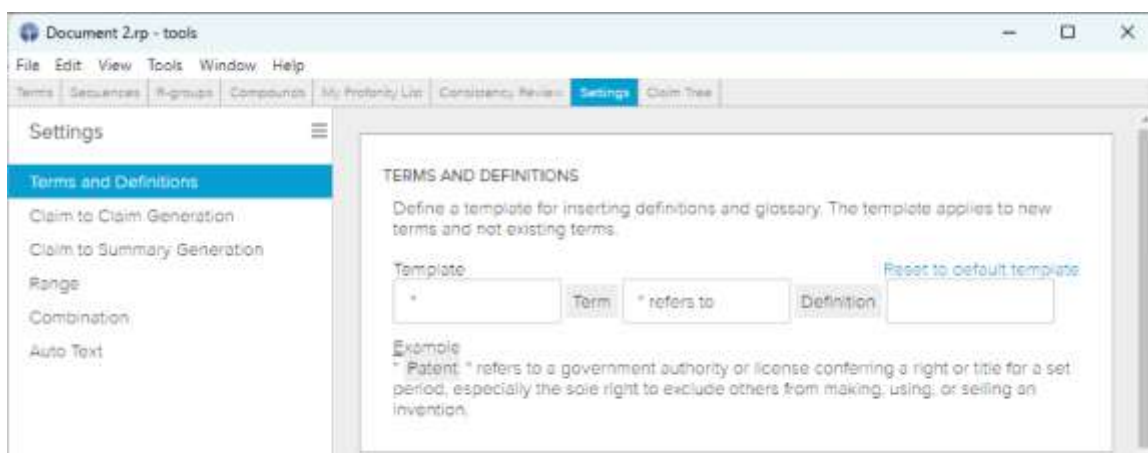 Document 2.rp - tools
File Edit View Tools Window Help
Terms Sequences R-groups Compounds My Profanity List Consistency Review Settings Claim Tree
Settings
Terms and Definitions
Claim to Claim Generation
Claim to Summary Generation
Range
Combination
Auto Text
TERMS AND DEFINITIONS
Define a template for inserting definitions and glossary. The template applies to new
terms and not existing terms.
Template Reset to default template
" Term " refers to Definition
Example
" Patent " refers to a government authority or license conferring a right or title for a set
period, especially the sole right to exclude others from making, using, or selling an
invention.